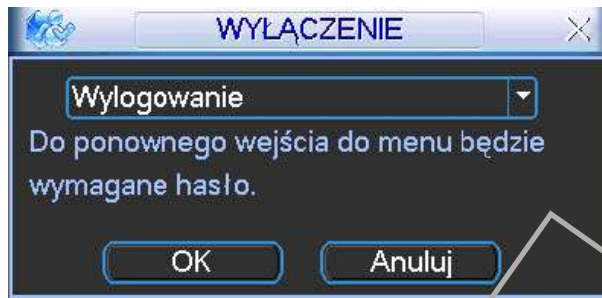 WYŁĄCZENIE
Wylogowanie
Do ponownego wejścia do menu będzie
wymagane hasło.
OK Anuluj